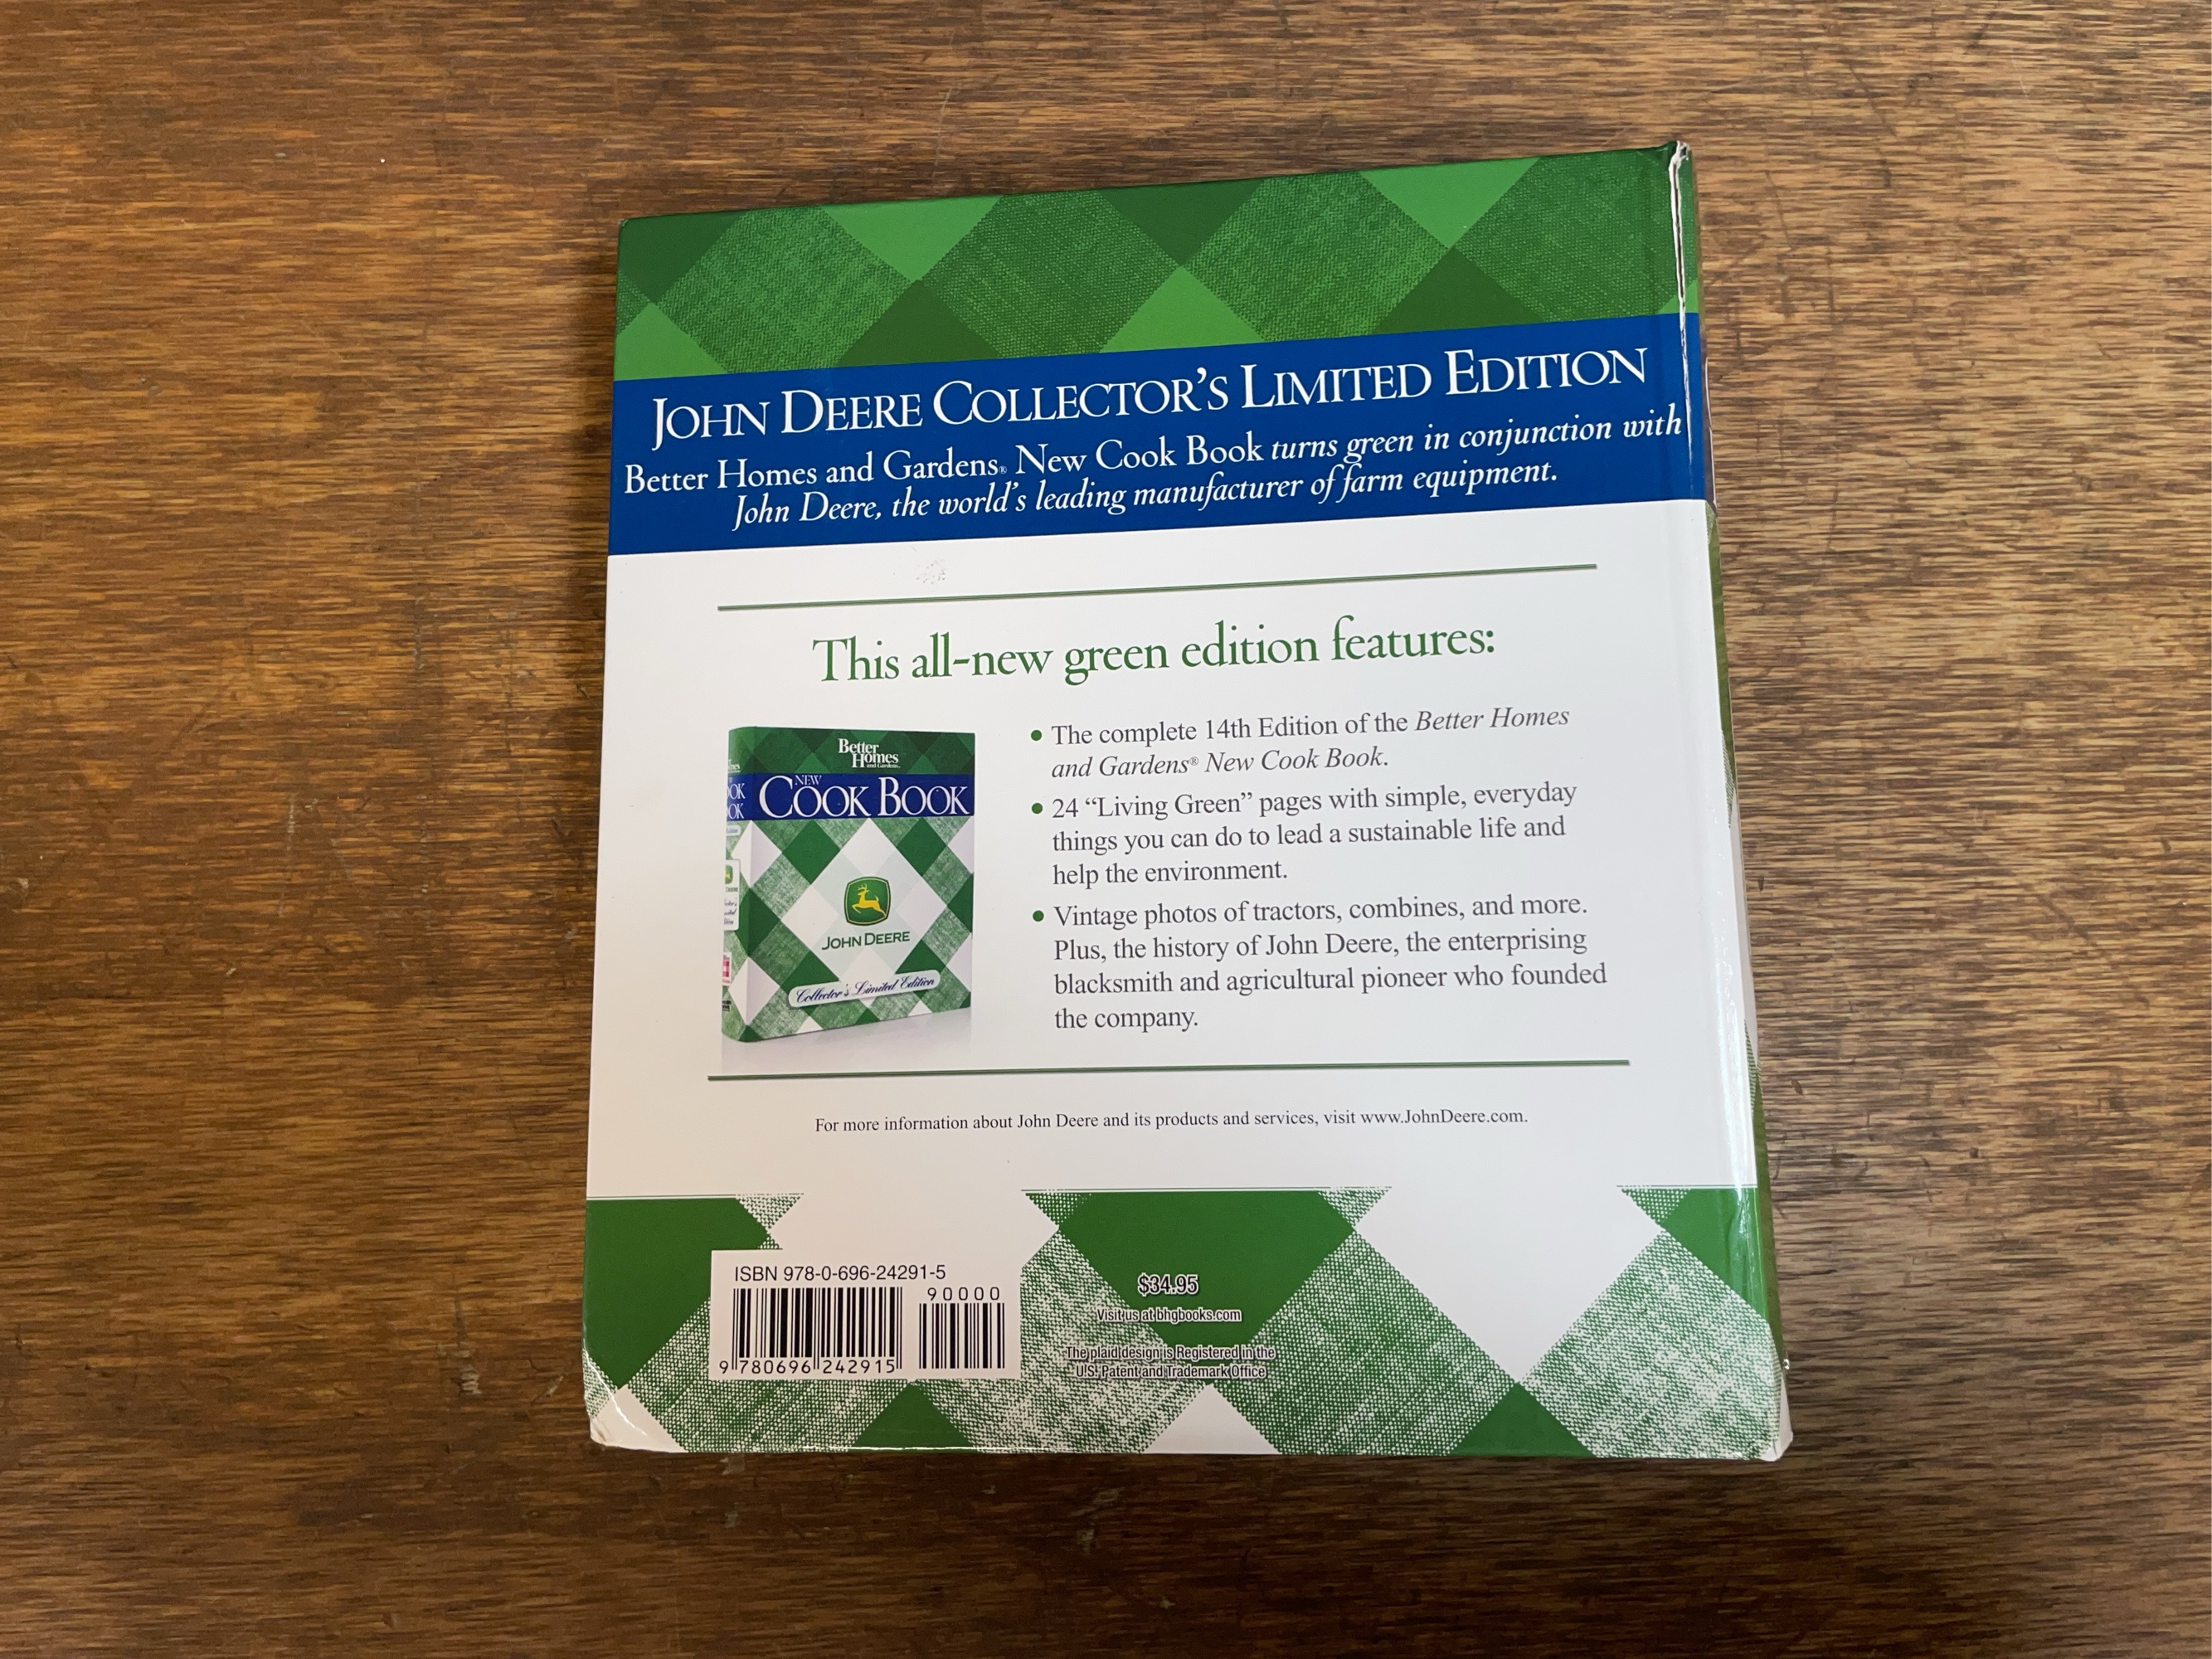 JOHN DEERE COLLECTOR'S LIMITED EDITION
Better Homes and Gardens® New Cook Book turns green in conjunction with
John Deere, the world's leading manufacturer of farm equipment.
This all-new green edition features:
Better
Homes
and Gardens®
NEW
COOK BOOK
JOHN DEERE
Collector's Limited Edition
• The complete 14th Edition of the Better Homes
and Gardens® New Cook Book.
• 24 “Living Green” pages with simple, everyday
things you can do to lead a sustainable life and
help the environment.
• Vintage photos of tractors, combines, and more.
Plus, the history of John Deere, the enterprising
blacksmith and agricultural pioneer who founded
the company.
For more information about John Deere and its products and services, visit www.JohnDeere.com.
ISBN 978-0-696-24291-5
90000
9 780696 242915
$34.95
Visit us at bhgbooks.com
The plaid design is Registered in the
U.S. Patent and Trademark Office